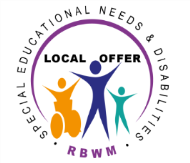 SPECIAL EDUCATIONAL NEEDS & DISABILITIES
LOCAL OFFER
• RBWM •